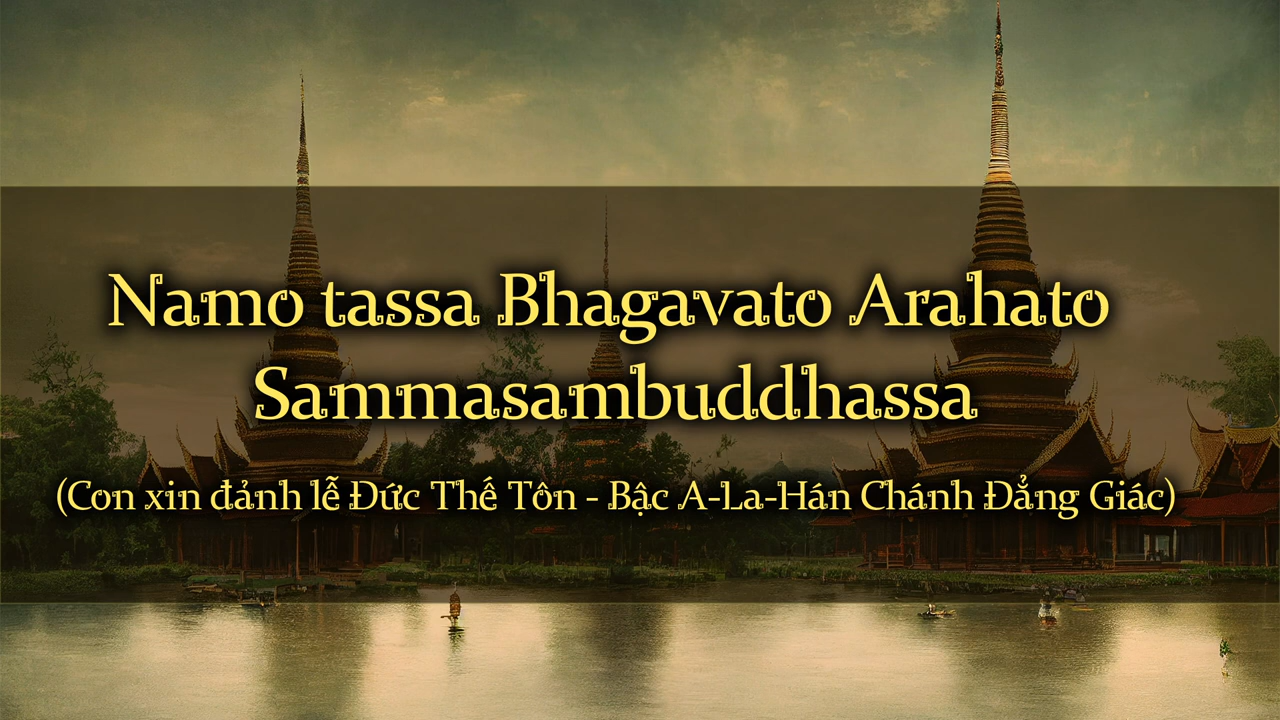 Namo tassa Bhagavato Arahato
Sammasambuddhassa
(Con xin đảnh lễ Đức Thế Tôn - Bậc A-La-Hán Chánh Đẳng Giác)